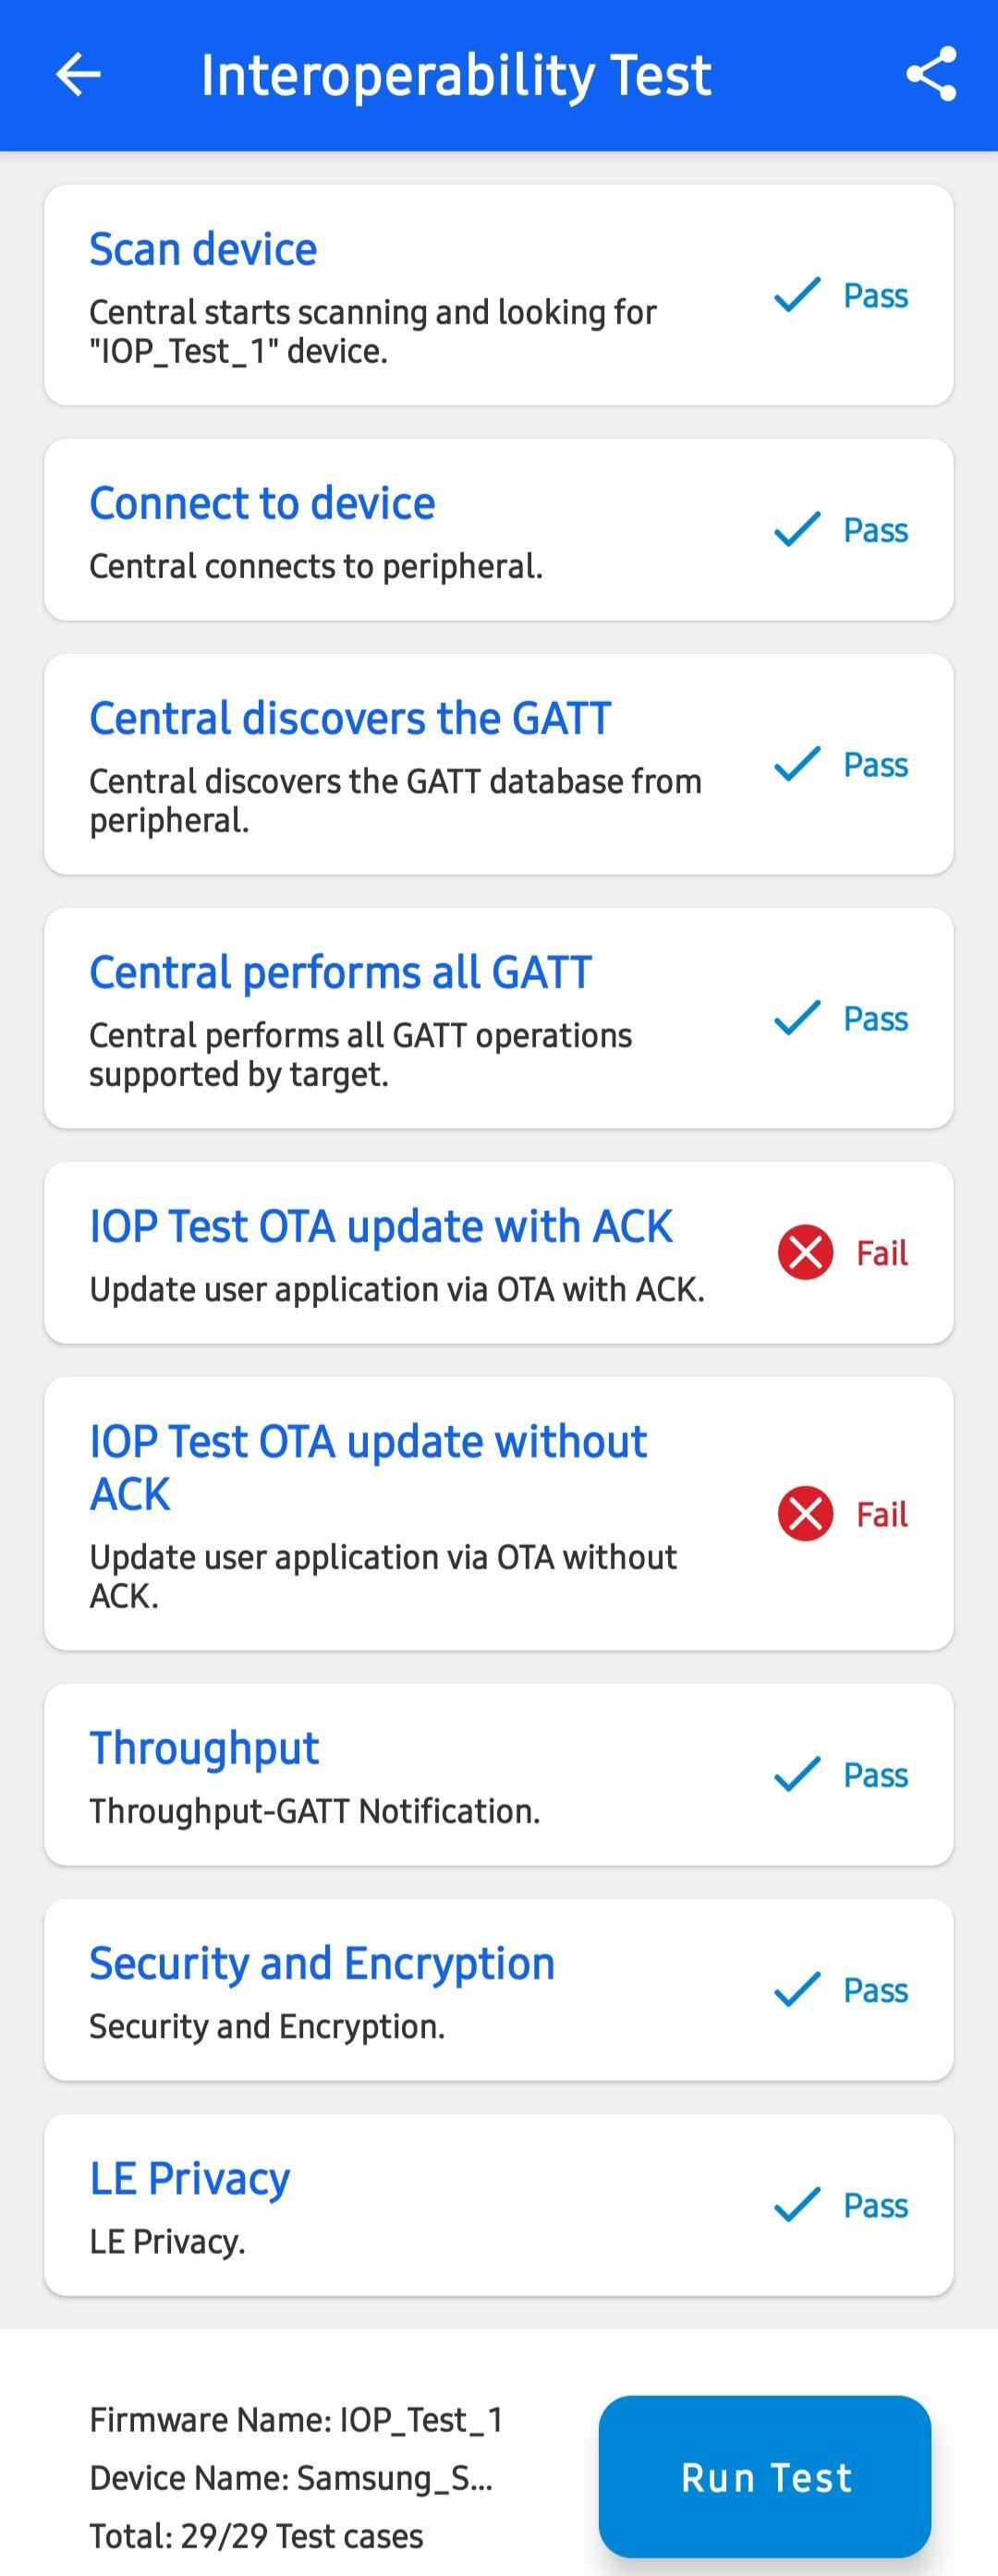 Interoperability Test
Scan device
Central starts scanning and looking for
"IOP_Test_1" device.
Pass
Connect to device
Central connects to peripheral.
Pass
Central discovers the GATT
Central discovers the GATT database from
peripheral.
Pass
Central performs all GATT
Central performs all GATT operations
supported by target.
Pass
IOP Test OTA update with ACK
Update user application via OTA with ACK.
Fail
IOP Test OTA update without
ACK
Update user application via OTA without
ACK.
Fail
Throughput
Throughput-GATT Notification.
Pass
Security and Encryption
Security and Encryption.
Pass
LE Privacy
LE Privacy.
Pass
Firmware Name: IOP_Test_1
Device Name: Samsung_S...
Total: 29/29 Test cases
Run Test